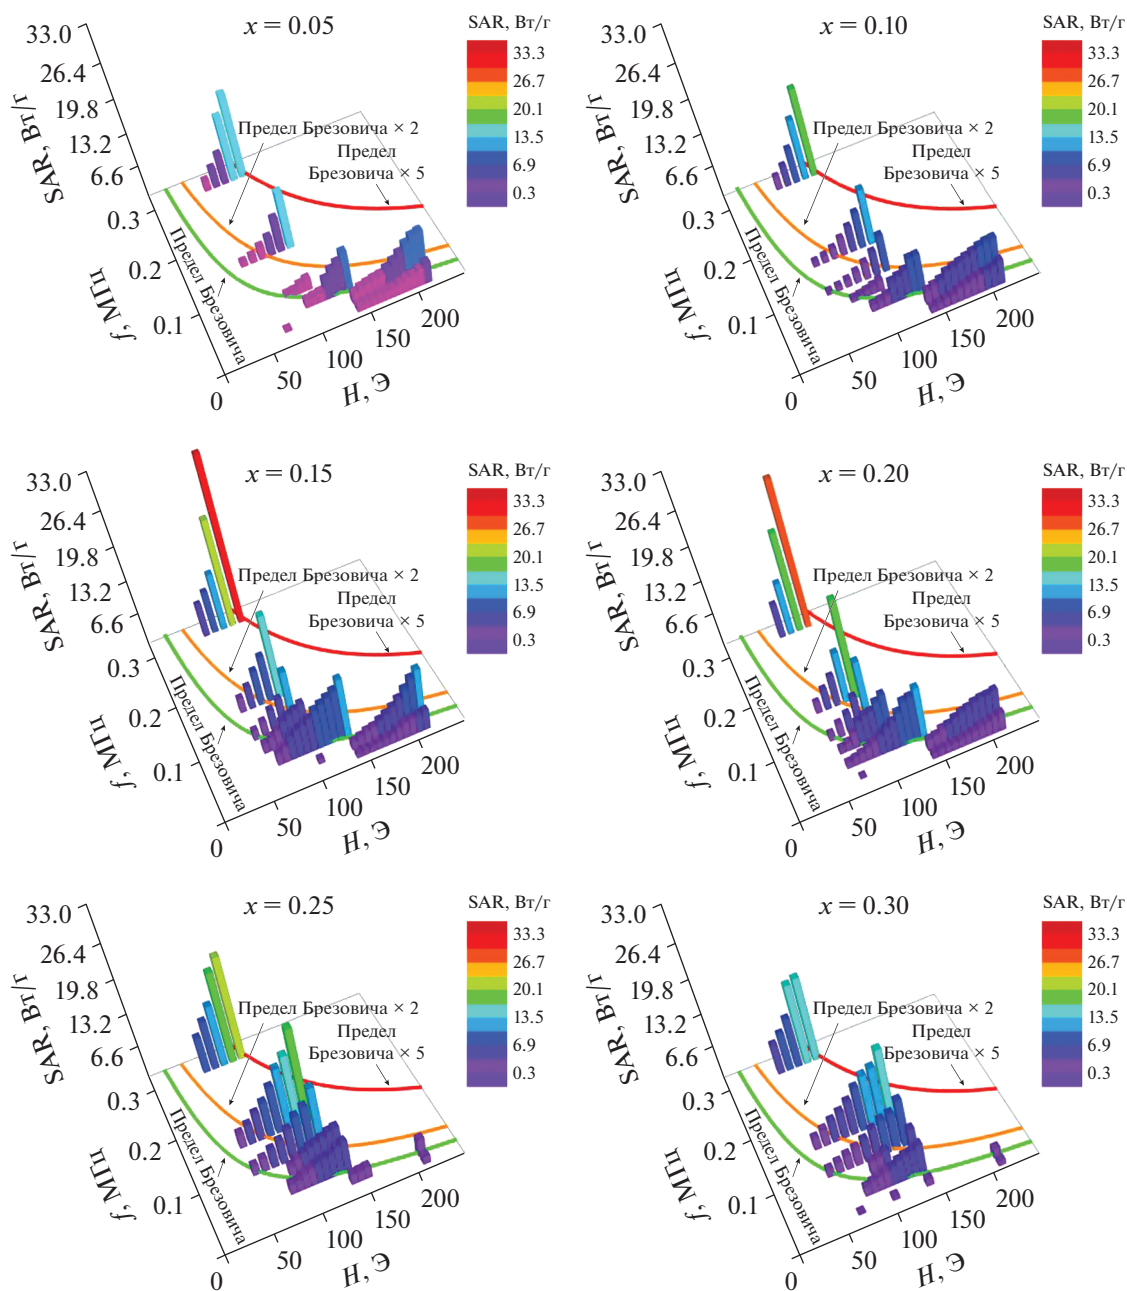 x = 0.05
SAR, Вт/г
33.0
26.4
19.8
13.2
6.6
SAR, Вт/г
33.3
26.7
20.1
13.5
6.9
0.3
Предел Брезовича × 2
Предел
Брезовича × 5
Предел Брезовича
0.3
0.2
0.1
f, МГц
0
50
100
150
200
H, Э
x = 0.10
SAR, Вт/г
33.0
26.4
19.8
13.2
6.6
SAR, Вт/г
33.3
26.7
20.1
13.5
6.9
0.3
Предел Брезовича × 2
Предел
Брезовича × 5
Предел Брезовича
0.3
0.2
0.1
f, МГц
0
50
100
150
200
H, Э
x = 0.15
SAR, Вт/г
33.0
26.4
19.8
13.2
6.6
SAR, Вт/г
33.3
26.7
20.1
13.5
6.9
0.3
Предел Брезовича × 2
Предел
Брезовича × 5
Предел Брезовича
0.3
0.2
0.1
f, МГц
0
50
100
150
200
H, Э
x = 0.20
SAR, Вт/г
33.0
26.4
19.8
13.2
6.6
SAR, Вт/г
33.3
26.7
20.1
13.5
6.9
0.3
Предел Брезовича × 2
Предел
Брезовича × 5
Предел Брезовича
0.3
0.2
0.1
f, МГц
0
50
100
150
200
H, Э
x = 0.25
SAR, Вт/г
33.0
26.4
19.8
13.2
6.6
SAR, Вт/г
33.3
26.7
20.1
13.5
6.9
0.3
Предел Брезовича × 2
Предел
Брезовича × 5
Предел Брезовича
0.3
0.2
0.1
f, МГц
0
50
100
150
200
H, Э
x = 0.30
SAR, Вт/г
33.0
26.4
19.8
13.2
6.6
SAR, Вт/г
33.3
26.7
20.1
13.5
6.9
0.3
Предел Брезовича × 2
Предел
Брезовича × 5
Предел Брезовича
0.3
0.2
0.1
f, МГц
0
50
100
150
200
H, Э